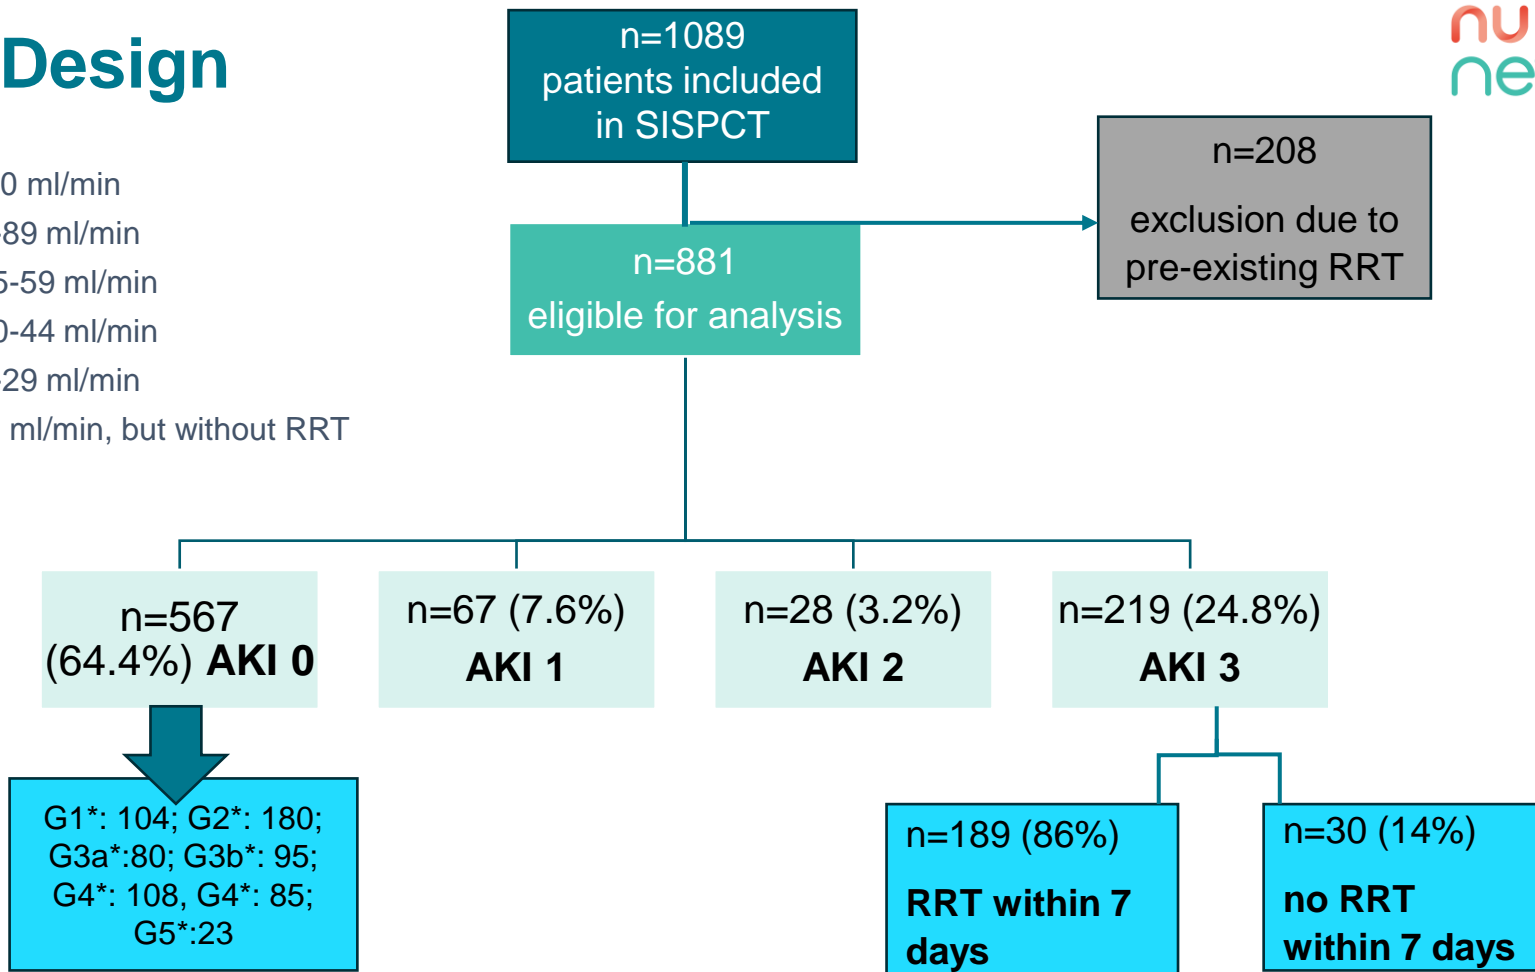 Design
0 ml/min
-89 ml/min
5-59 ml/min
0-44 ml/min
-29 ml/min
ml/min, but without RRT
nu
ne
n=1089
patients included
in SISPCT
n=208
exclusion due to
pre-existing RRT
n=881
eligible for analysis
n=567
(64.4%) AKI 0
n=67 (7.6%)
AKI 1
n=28 (3.2%)
AKI 2
n=219 (24.8%)
AKI 3
G1*: 104; G2*: 180;
G3a*:80; G3b*: 95;
G4*: 108, G4*: 85;
G5*:23
n=189 (86%)
RRT within 7
days
n=30 (14%)
no RRT
within 7 days